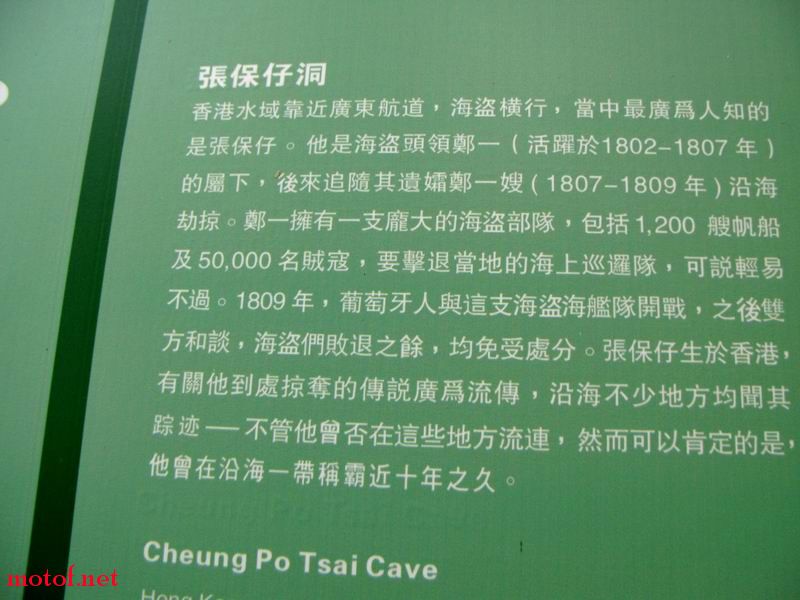 張保仔洞
香港水域靠近廣東航道，海盜橫行，當中最廣爲人知的
是張保仔。他是海盜頭領鄭一（活躍於1802-1807 年）
的屬下，後來追隨其遺孀鄭一嫂（1807-1809 年）沿海
劫掠。鄭一擁有一支龐大的海盜部隊，包括 1,200 艘帆船
及 50,000 名賊寇，要擊退當地的海上巡邏隊，可説輕易
不過。1809 年，葡萄牙人與這支海盜海艦隊開戰，之後雙
方和談，海盜們敗退之餘，均免受處分。張保仔生於香港，
有關他到處掠奪的傳説廣爲流傳，沿海不少地方均聞其
踪迹——不管他曾否在這些地方流連，然而可以肯定的是，
他曾在沿海一帶稱霸近十年之久。
Cheung Po Tsai Cave
motof.net